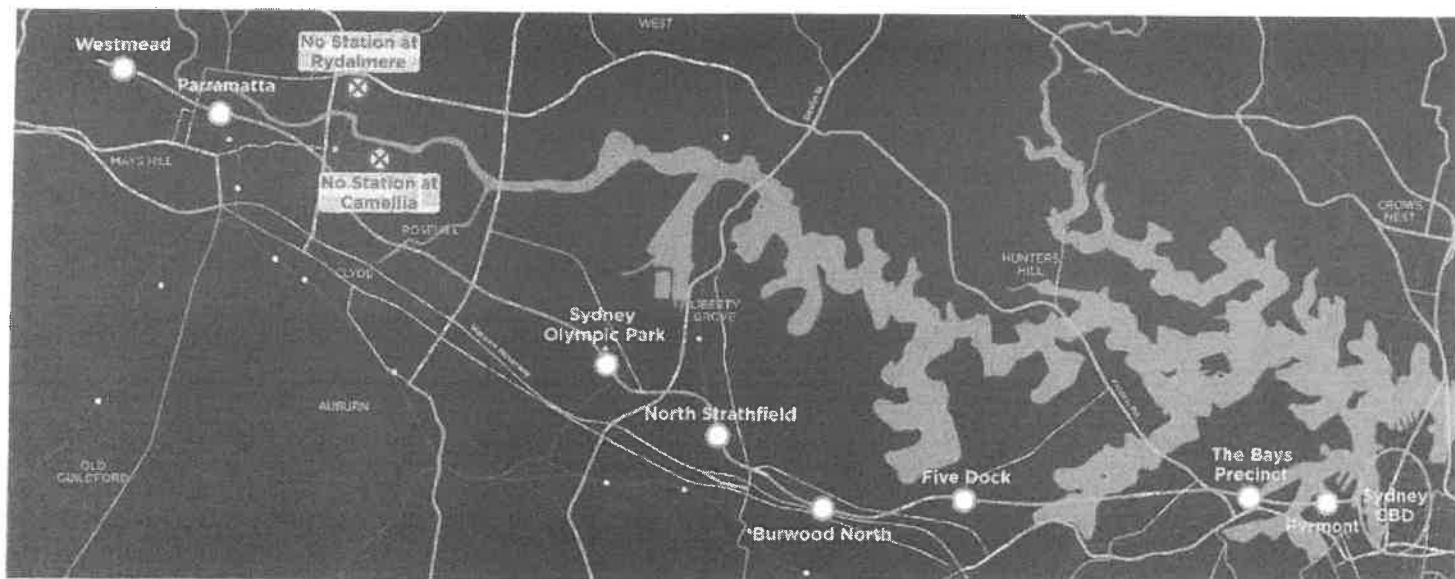 WEST
Westmead
No Station at
Rydalmere
Parramatta
MAYS HILL
No Station at
Camellia
ROSEHILL
CROWS
NEST
HUNTERS
HILL
CLYDE
LIBERTY
GROVE
Sydney
Olympic Park
AUBURN
North Strathfield
OLD
GUILDFORD
The Bays
Precinct
Five Dock
Sydney
CBD
Pyrmont
Burwood North